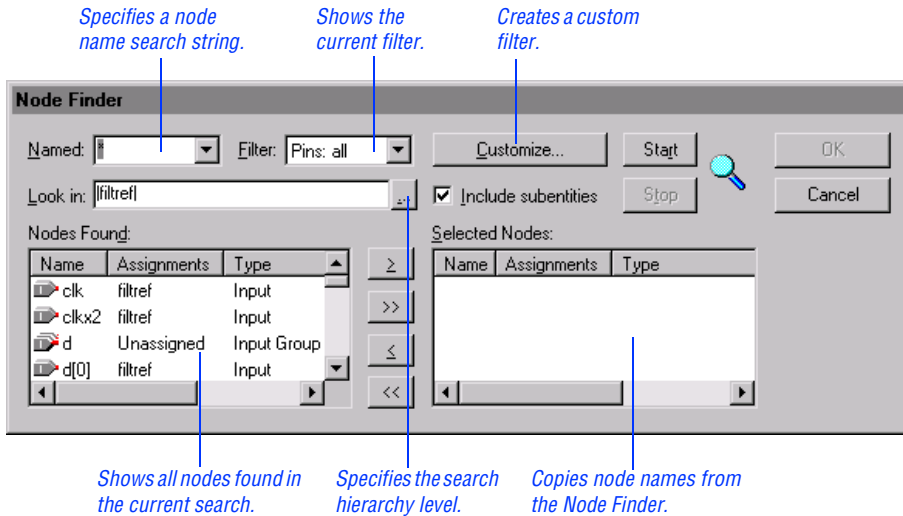 Specifies a node
name search string.
Shows the
current filter.
Creates a custom
filter.
Node Finder
Named: *
Filter: Pins: all
Customize...
Start
OK
Look in: |filtref|
...
Include subentities
Stop
Cancel
Nodes Found:
Selected Nodes:
Name Assignments Type
clk filtref Input
clkx2 filtref Input
d Unassigned Input Group
d[0] filtref Input
>
>>
<
<<
Name Assignments Type
Shows all nodes found in
the current search.
Specifies the search
hierarchy level.
Copies node names from
the Node Finder.